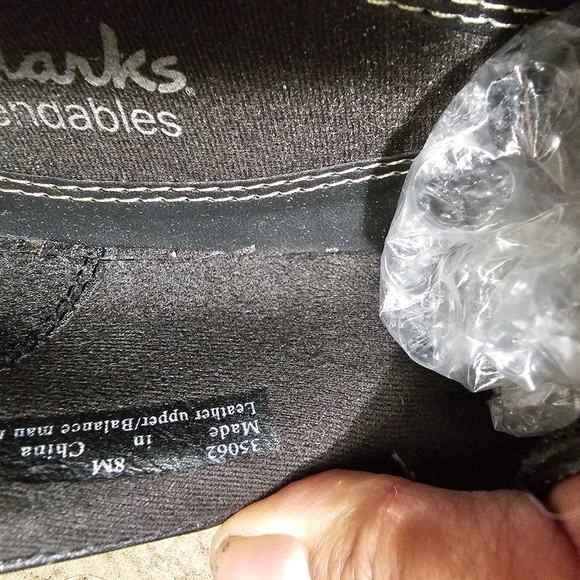 larks
endables
35062 8M
Made in China
Leather upper/Balance man